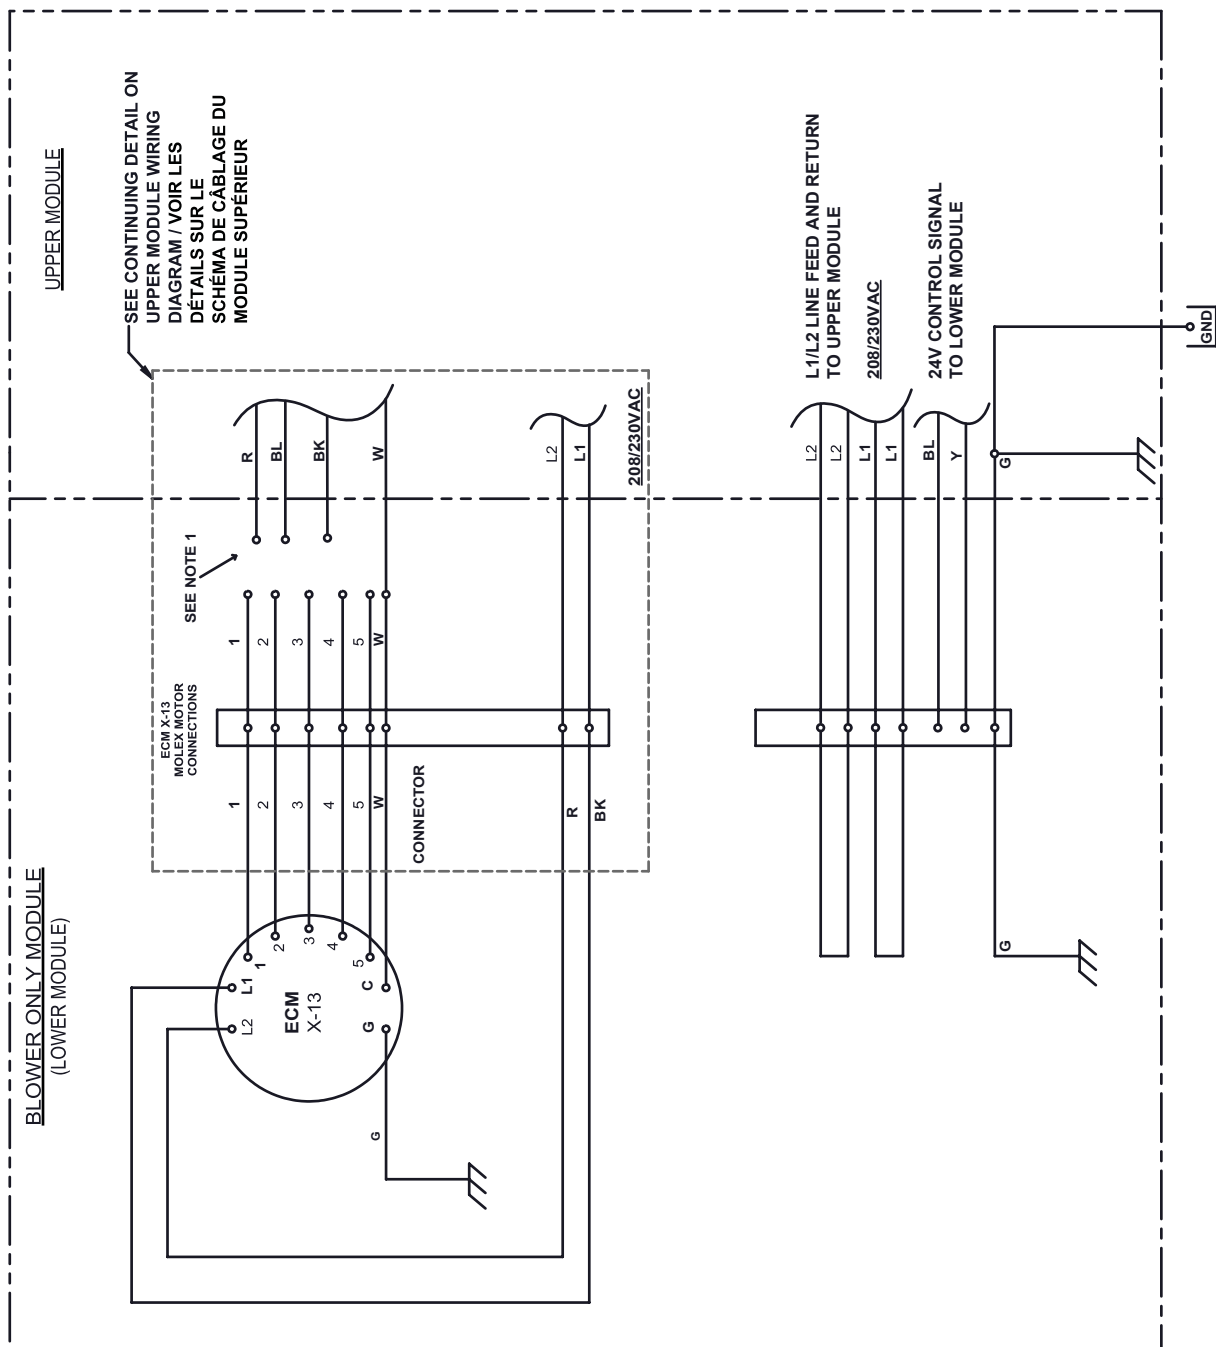 UPPER MODULE
SEE CONTINUING DETAIL ON
UPPER MODULE WIRING
DIAGRAM / VOIR LES
DÉTAILS SUR LE
SCHÉMA DE CÂBLAGE DU
MODULE SUPÉRIEUR
R
BL
BK
W
L2
L1
208/230VAC
L1/L2 LINE FEED AND RETURN
TO UPPER MODULE
208/230VAC
24V CONTROL SIGNAL
TO LOWER MODULE
L2
L2
L1
L1
BL
Y
G
GND
SEE NOTE 1
1
2
3
4
5
W
ECM X-13
MOLEX MOTOR
CONNECTIONS
1
2
3
4
5
W
CONNECTOR
R
BK
BLOWER ONLY MODULE
(LOWER MODULE)
1
2
3
4
5
L1
L2
ECM
X-13
C
G
G
G